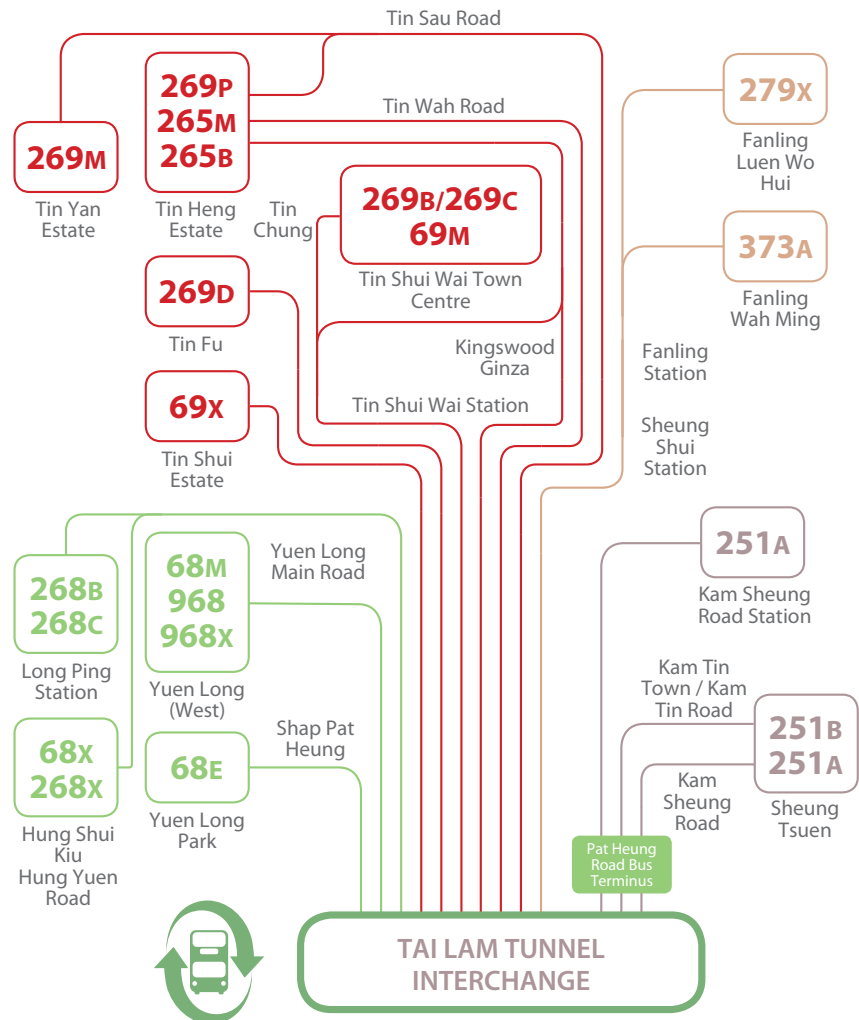 Tin Sau Road
269M
Tin Yan
Estate
269P
265M
265B
Tin Heng
Estate
Tin Wah Road
Tin
Chung
269B/269C
69M
Tin Shui Wai Town
Centre
279X
Fanling
Luen Wo
Hui
373A
Fanling
Wah Ming
269D
Tin Fu
Kingswood
Ginza
Fanling
Station
69X
Tin Shui
Estate
Tin Shui Wai Station
Sheung
Shui
Station
268B
268C
Long Ping
Station
68M
968
968X
Yuen Long
(West)
Yuen Long
Main Road
251A
Kam Sheung
Road Station
Kam Tin
Town / Kam
Tin Road
251B
251A
Sheung
Tsuen
Kam
Sheung
Road
68X
268X
Hung Shui
Kiu
Hung Yuen
Road
68E
Yuen Long
Park
Shap Pat
Heung
Pat Heung
Road Bus
Terminus
TAI LAM TUNNEL
INTERCHANGE